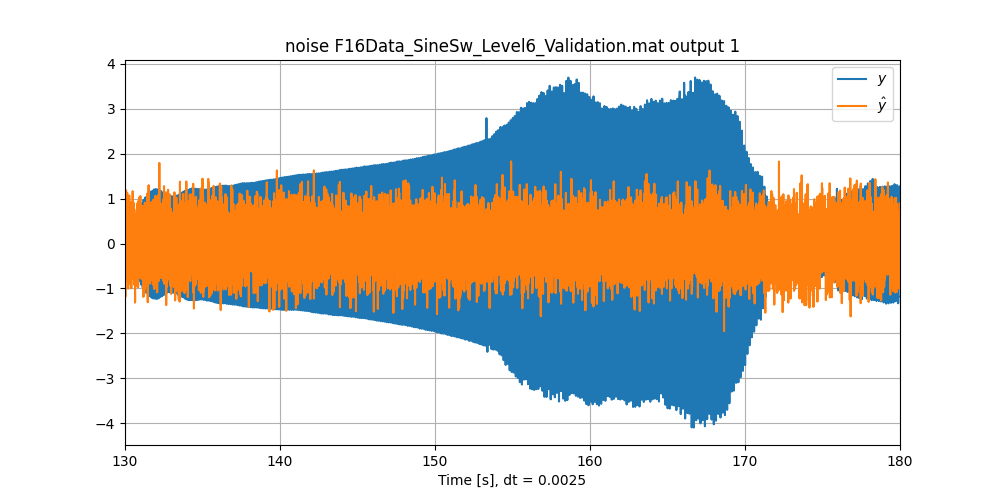 noise F16Data_SineSw_Level6_Validation.mat output 1
4
3
2
1
0
−1
−2
−3
−4
y
ŷ
130 140 150 160 170 180
Time [s], dt = 0.0025